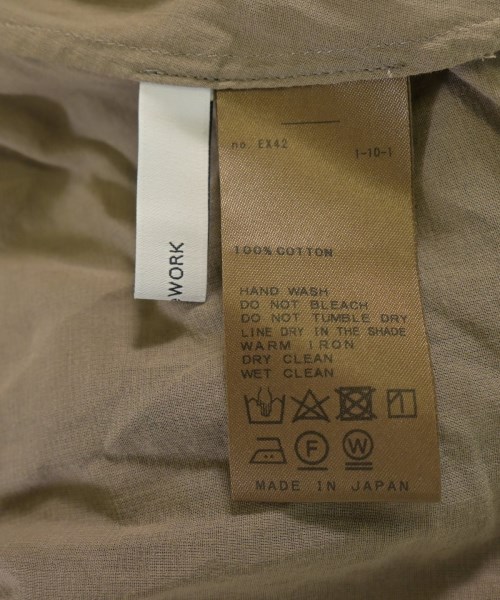 WORK
no. EX42
1-10-1
100% COTTON
HAND WASH
DO NOT BLEACH
DO NOT TUMBLE DRY
LINE DRY IN THE SHADE
WARM IRON
DRY CLEAN
WET CLEAN
F
W
MADE IN JAPAN